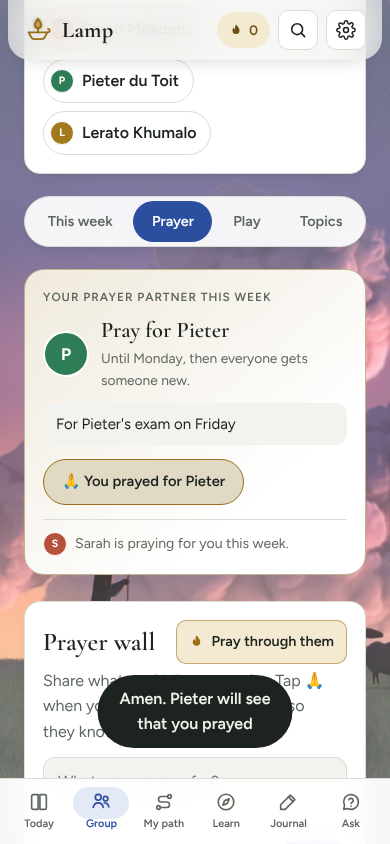 Lamp
0
P Pieter du Toit
L Lerato Khumalo
This week Prayer Play Topics
YOUR PRAYER PARTNER THIS WEEK
P
Pray for Pieter
Until Monday, then everyone gets
someone new.
For Pieter's exam on Friday
🙏 You prayed for Pieter
S Sarah is praying for you this week.
Prayer wall
Pray through them
Share what Tap 🙏
when so
they
Amen. Pieter will see
that you prayed
Today Group My path Learn Journal Ask